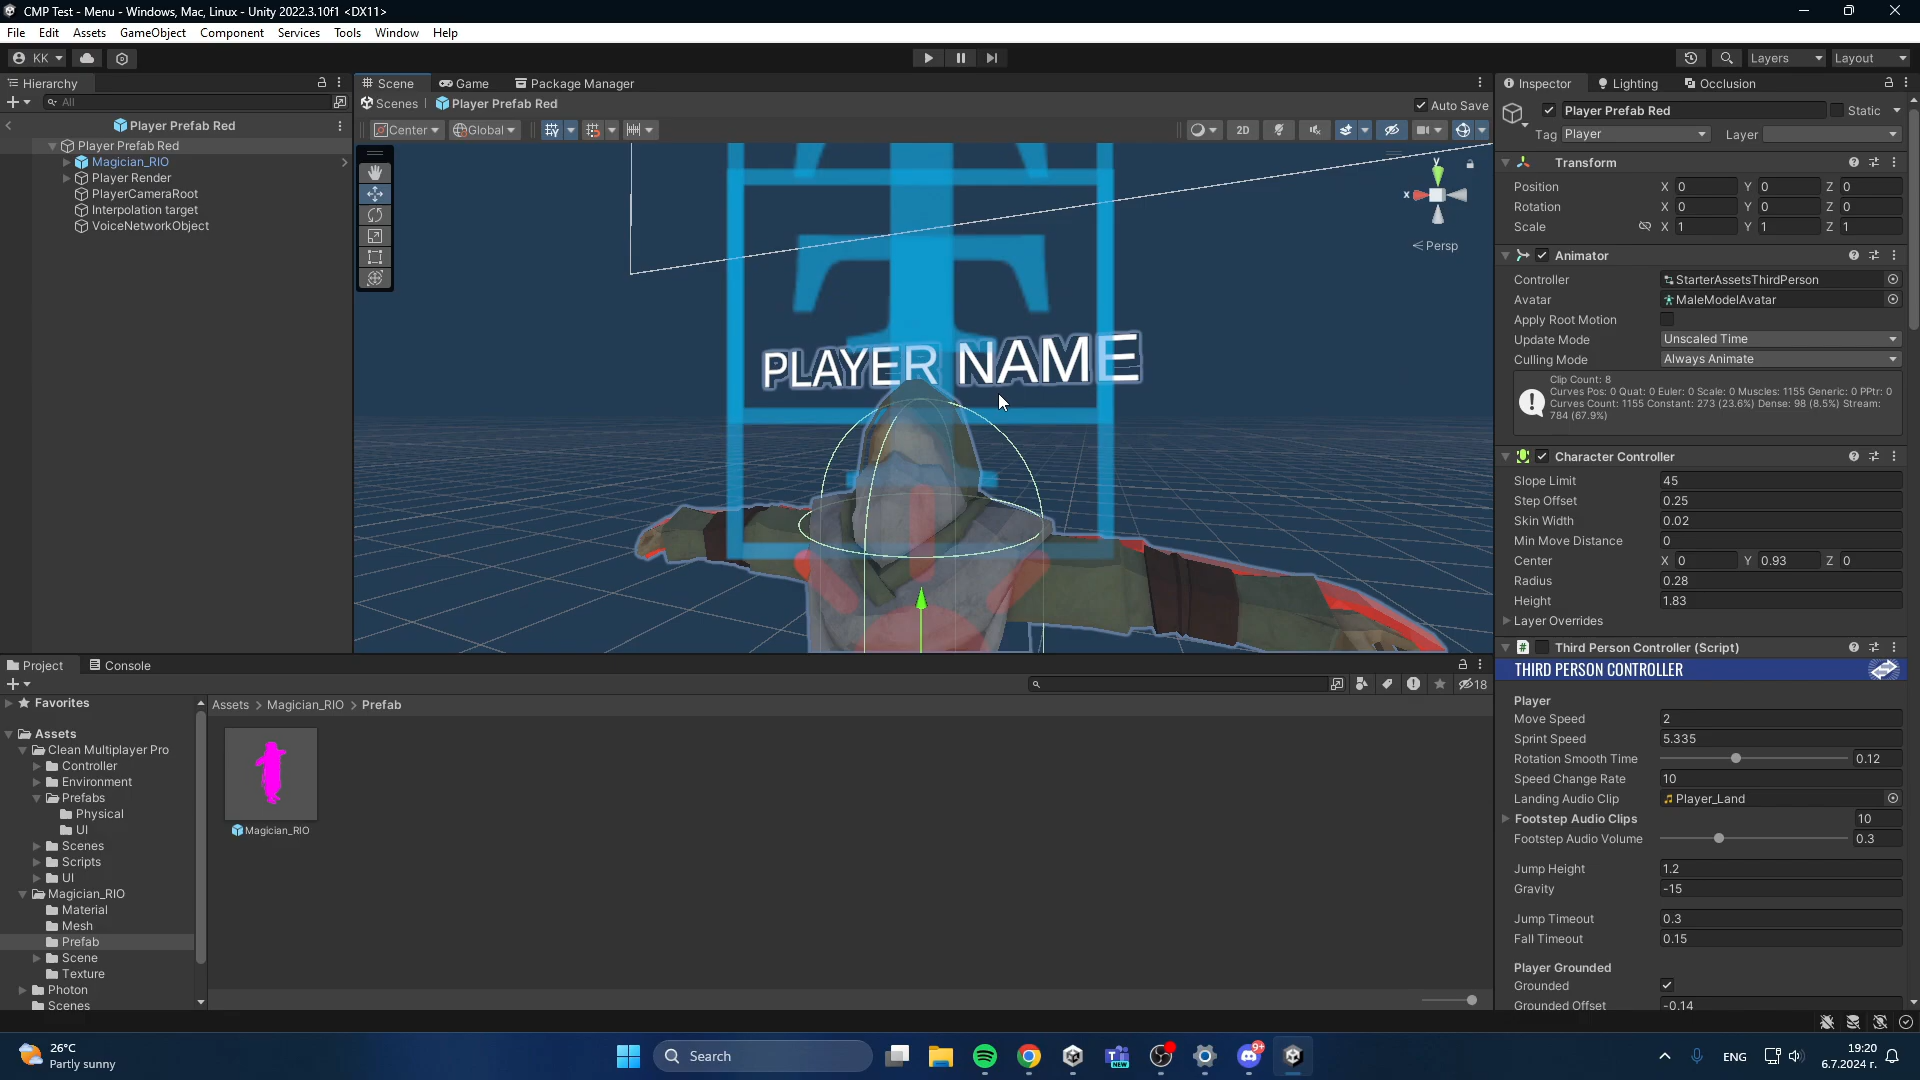 CMP Test - Menu - Windows, Mac, Linux - Unity 2022.3.10f1 <DX11>
File Edit Assets GameObject Component Services Tools Window Help
KK Layers Layout
Hierarchy
All
Player Prefab Red
Player Prefab Red
Magician_RIO
Player Render
PlayerCameraRoot
Interpolation target
VoiceNetworkObject
Scene Game Package Manager
Scenes Player Prefab Red Auto Save
Center Global 2D
y
x
Persp
PLAYER NAME
Inspector Lighting Occlusion
Player Prefab Red Static
Tag Player Layer
Transform
Position X 0 Y 0 Z 0
Rotation X 0 Y 0 Z 0
Scale X 1 Y 1 Z 1
Animator
Controller StarterAssetsThirdPerson
Avatar MaleModelAvatar
Apply Root Motion
Update Mode Unscaled Time
Culling Mode Always Animate
Clip Count: 8
Curves Pos: 0 Quat: 0 Euler: 0 Scale: 0 Muscles: 1155 Generic: 0 PPtr: 0
Curves Count: 1155 Constant: 273 (23.6%) Dense: 98 (8.5%) Stream:
784 (67.9%)
Character Controller
Slope Limit 45
Step Offset 0.25
Skin Width 0.02
Min Move Distance 0
Center X 0 Y 0.93 Z 0
Radius 0.28
Height 1.83
Layer Overrides
# Third Person Controller (Script)
THIRD PERSON CONTROLLER
Player
Move Speed 2
Sprint Speed 5.335
Rotation Smooth Time 0.12
Speed Change Rate 10
Landing Audio Clip Player_Land
Footstep Audio Clips 10
Footstep Audio Volume 0.3
Jump Height 1.2
Gravity -15
Jump Timeout 0.3
Fall Timeout 0.15
Player Grounded
Grounded
Grounded Offset -0.14
Project Console
18
Favorites
Assets
Clean Multiplayer Pro
Controller
Environment
Prefabs
Physical
UI
Scenes
Scripts
UI
Magician_RIO
Material
Mesh
Prefab
Scene
Texture
Photon
Scenes
Assets > Magician_RIO > Prefab
Magician_RIO
26°C
Partly sunny
Search
NEW
9+
ENG
19:20
6.7.2024 г.